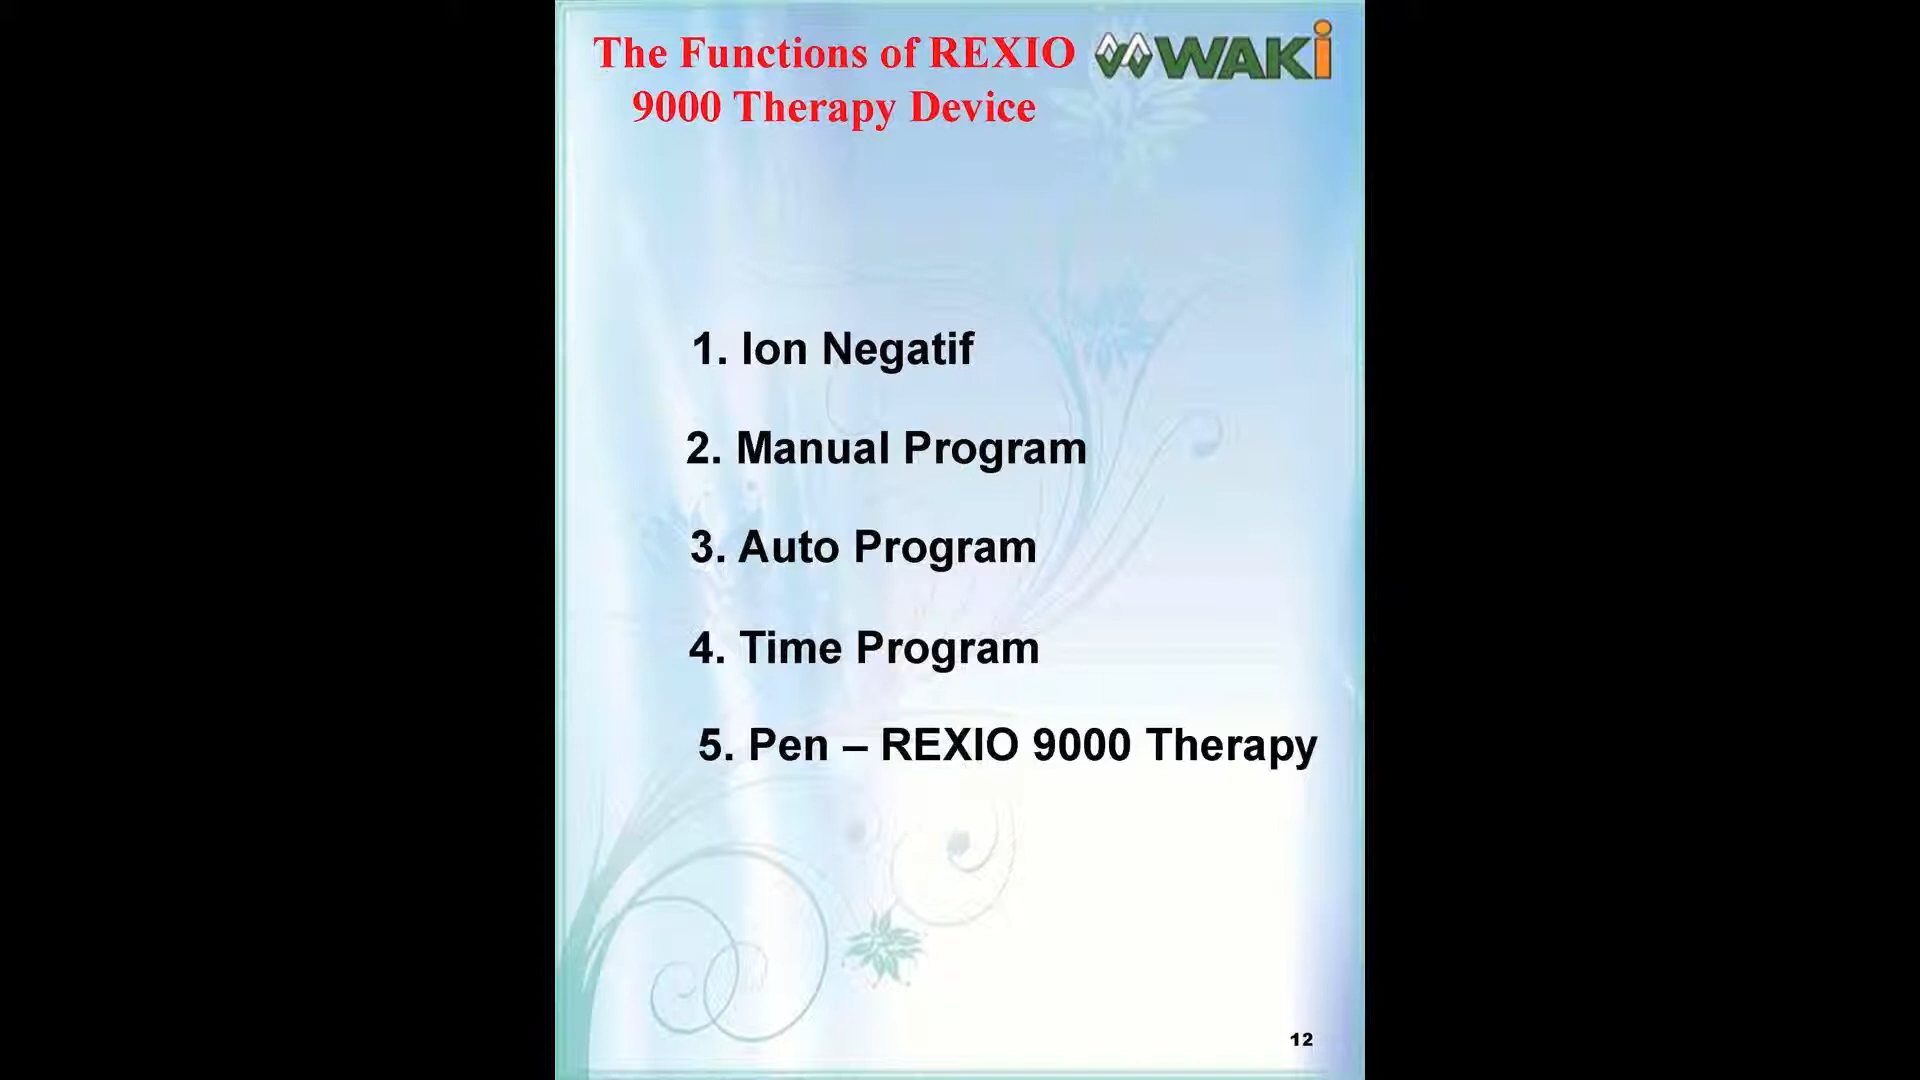 The Functions of REXIO
9000 Therapy Device
WAKi
1. Ion Negatif
2. Manual Program
3. Auto Program
4. Time Program
5. Pen – REXIO 9000 Therapy
12